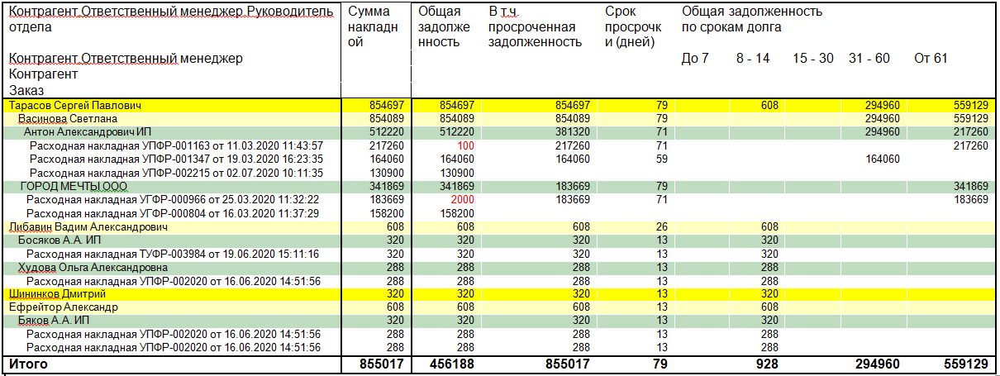 Контрагент.Ответственный менеджер.Руководитель отдела Сумма накладной Общая задолженность В т.ч. просроченная задолженность Срок просрочки (дней) Общая задолженность по срокам долга
Контрагент.Ответственный менеджер До 7 8 - 14 15 - 30 31 - 60 От 61
Контрагент
Заказ
Тарасов Сергей Павлович 854697 854697 854697 79 608 294960 559129
Васинова Светлана 854089 854089 854089 79 294960 559129
Антон Александрович ИП 512220 512220 381320 71 294960 217260
Расходная накладная УПФР-001163 от 11.03.2020 11:43:57 217260 100 217260 71 217260
Расходная накладная УПФР-001347 от 19.03.2020 16:23:35 164060 164060 164060 59 164060
Расходная накладная УПФР-002215 от 02.07.2020 10:11:35 130900 130900
ГОРОД МЕЧТЫ ООО 341869 341869 183669 79 341869
Расходная накладная УГФР-000966 от 25.03.2020 11:32:22 183669 2000 183669 71 183669
Расходная накладная УГФР-000804 от 16.03.2020 11:37:29 158200 158200
Либавин Вадим Александрович 608 608 608 26 608
Босяков А.А. ИП 320 320 320 13 320
Расходная накладная ТУФР-003984 от 19.06.2020 15:11:16 320 320 320 13 320
Худова Ольга Александровна 288 288 288 13 288
Расходная накладная УПФР-002020 от 16.06.2020 14:51:56 288 288 288 13 288
Шининков Дмитрий 320 320 320 13 320
Ефрейтор Александр 608 608 608 13 608
Бяков А.А. ИП 320 320 320 13 320
Расходная накладная УПФР-002020 от 16.06.2020 14:51:56 288 288 288 13 288
Расходная накладная УПФР-002020 от 16.06.2020 14:51:56 288 288 288 13 288
Итого 855017 456188 855017 79 928 294960 559129